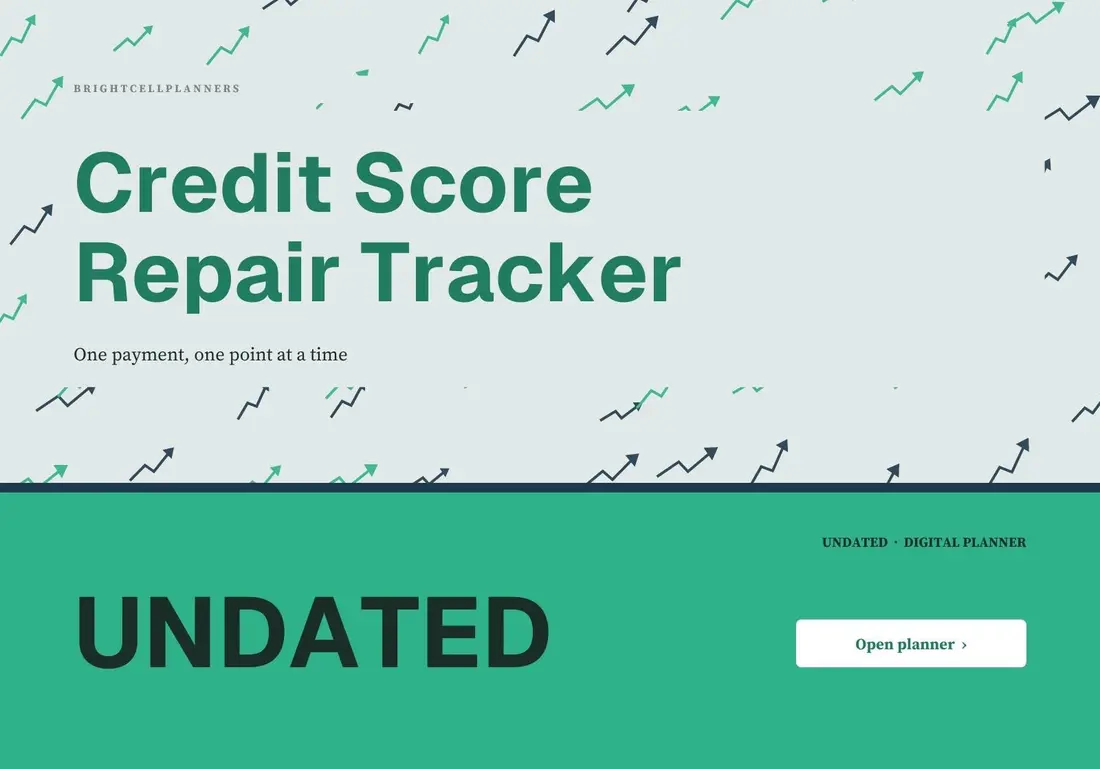 BRIGHTCELLPLANNERS
Credit Score
Repair Tracker
One payment, one point at a time
UNDATED · DIGITAL PLANNER
UNDATED
Open planner ›